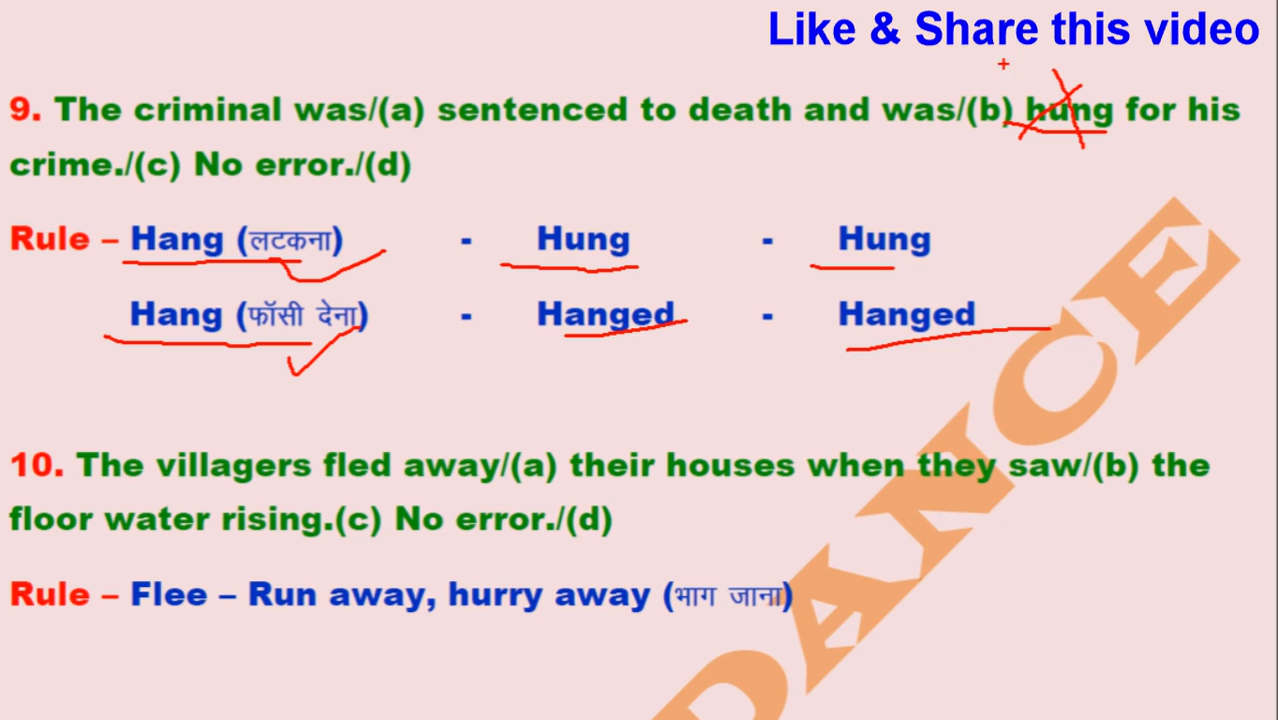 Like & Share this video
9. The criminal was/(a) sentenced to death and was/(b) hung for his
crime./(c) No error./(d)
Rule – Hang (लटकना) - Hung - Hung
Hang (फॉसी देना) - Hanged - Hanged
10. The villagers fled away/(a) their houses when they saw/(b) the
floor water rising.(c) No error./(d)
Rule – Flee – Run away, hurry away (भाग जाना)
DANCE